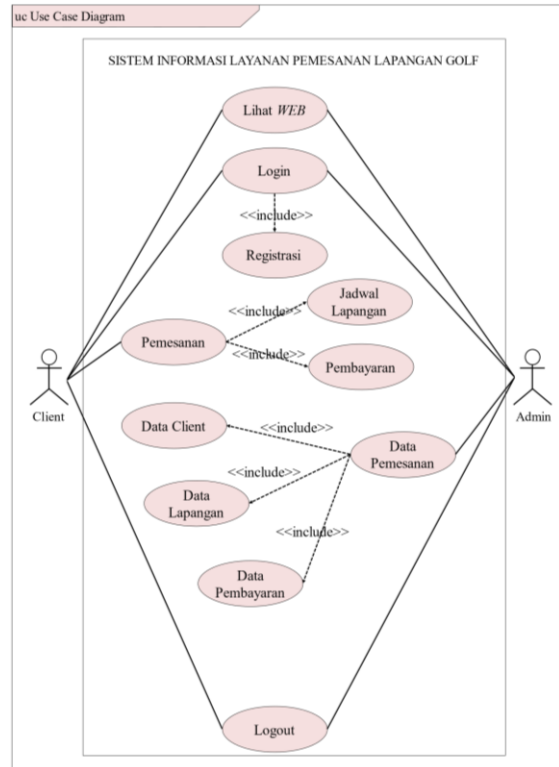 uc Use Case Diagram
SISTEM INFORMASI LAYANAN PEMESANAN LAPANGAN GOLF
Lihat WEB
Login
<<include>>
Registrasi
Jadwal
Lapangan
<<include>>
Pemesanan
<<include>>
Pembayaran
Client
Admin
Data Client
<<include>>
Data
Pemesanan
<<include>>
Data
Lapangan
<<include>>
Data
Pembayaran
Logout